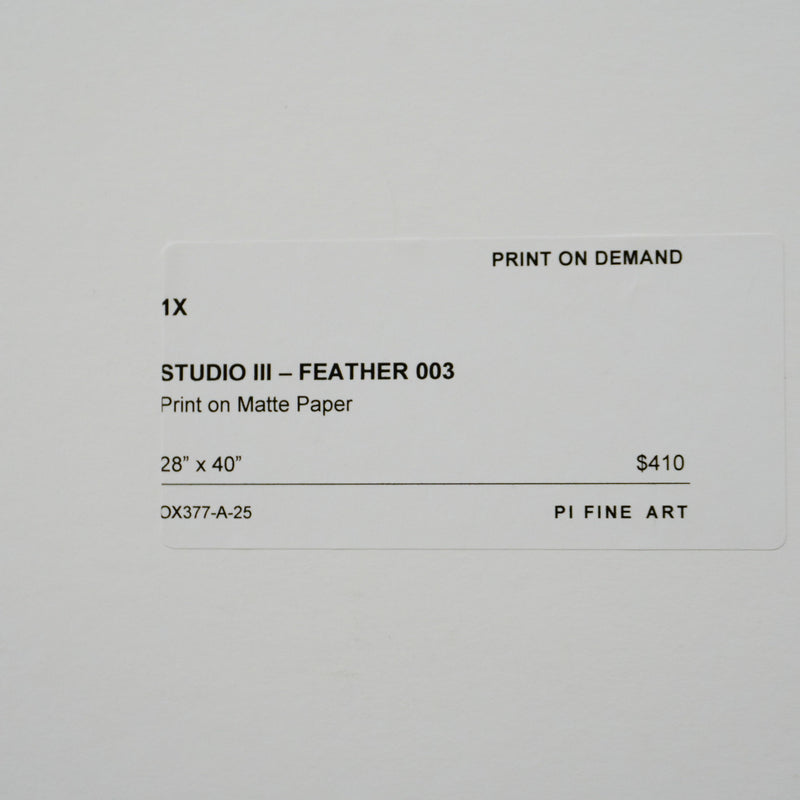 PRINT ON DEMAND
1X
STUDIO III – FEATHER 003
Print on Matte Paper
28” x 40”
$410
OX377-A-25
PI FINE ART